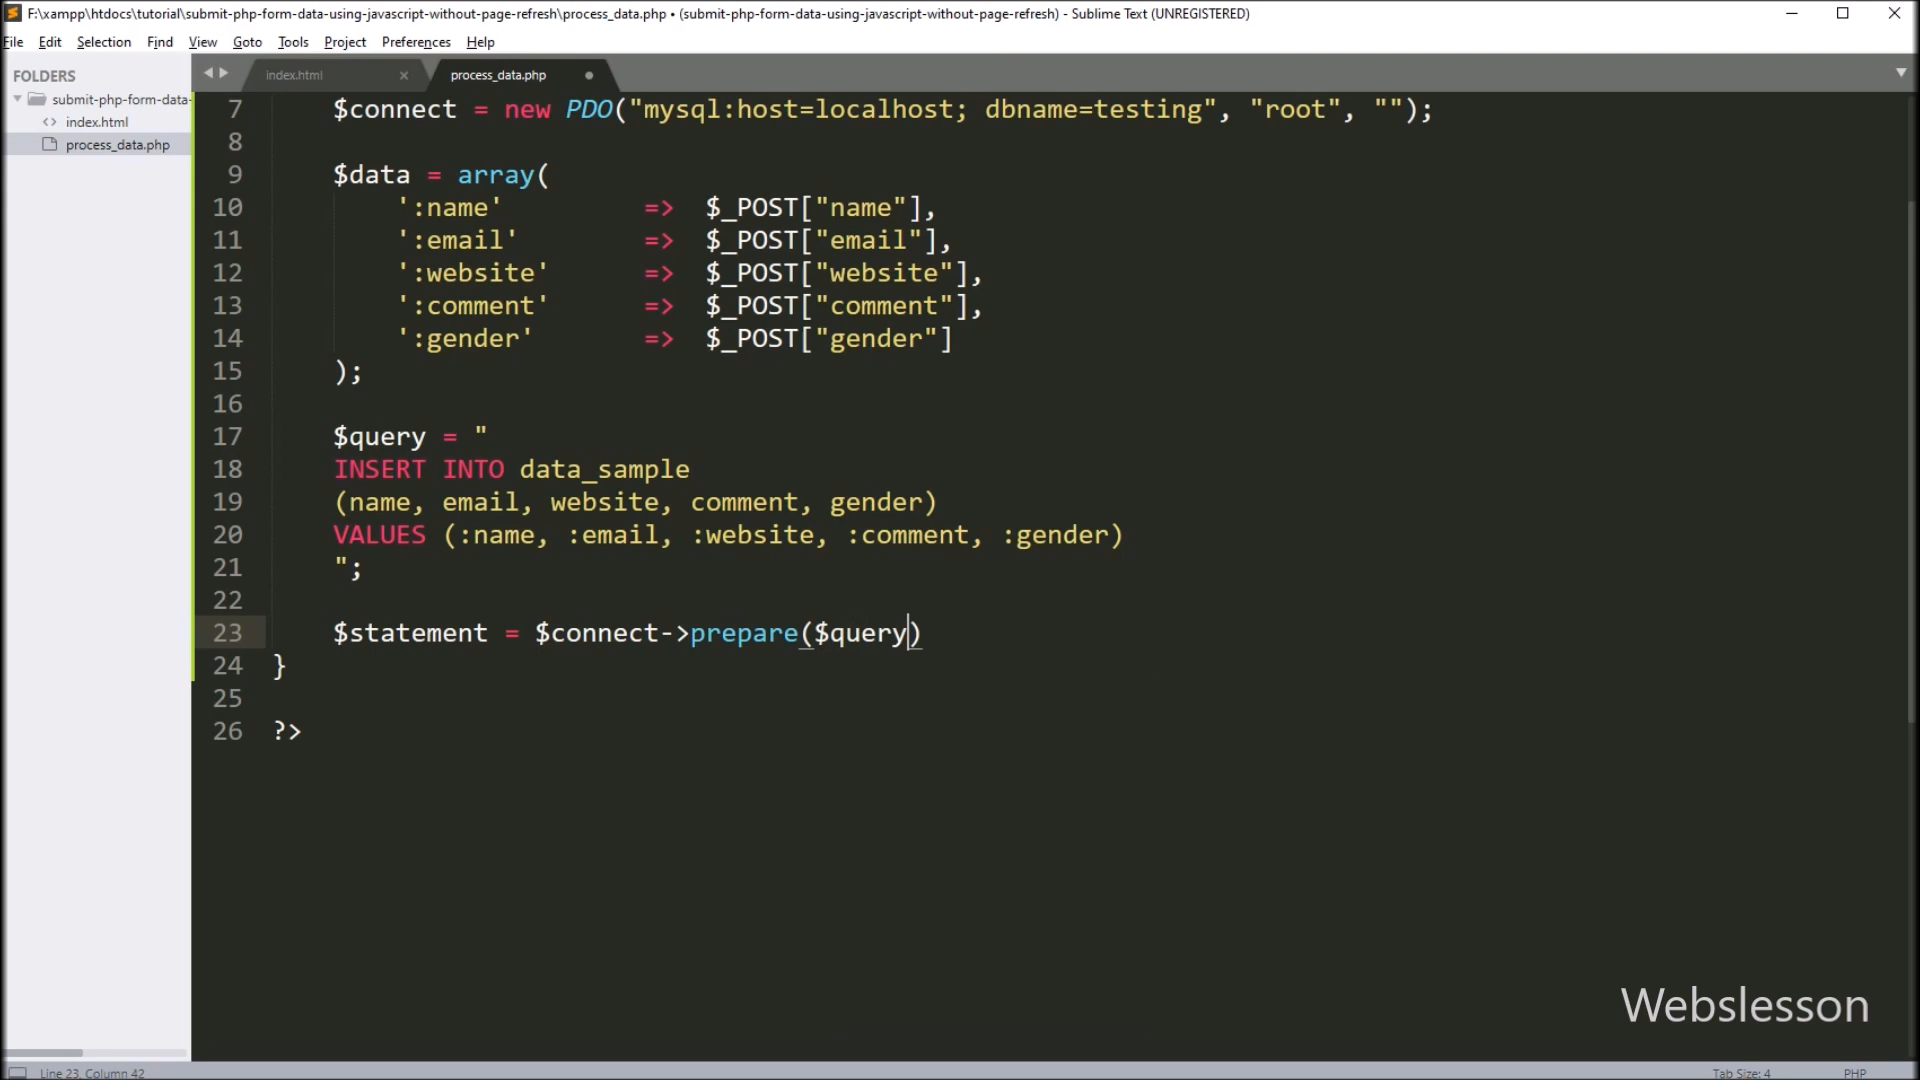 F:\xampp\htdocs\tutorial\submit-php-form-data-using-javascript-without-page-refresh\process_data.php • (submit-php-form-data-using-javascript-without-page-refresh) - Sublime Text (UNREGISTERED)
File Edit Selection Find View Goto Tools Project Preferences Help
FOLDERS
submit-php-form-data-
index.html
process_data.php
index.html process_data.php
7 $connect = new PDO("mysql:host=localhost; dbname=testing", "root", "");
8
9 $data = array(
10 ':name' => $_POST["name"],
11 ':email' => $_POST["email"],
12 ':website' => $_POST["website"],
13 ':comment' => $_POST["comment"],
14 ':gender' => $_POST["gender"]
15 );
16
17 $query = "
18 INSERT INTO data_sample
19 (name, email, website, comment, gender)
20 VALUES (:name, :email, :website, :comment, :gender)
21 ";
22
23 $statement = $connect->prepare($query)
24 }
25
26 ?>
Webslesson
Line 23, Column 42 Tab Size: 4 PHP